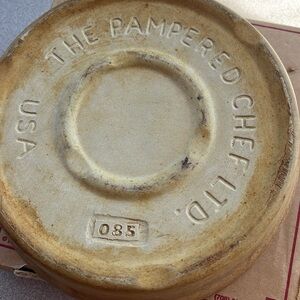 THE PAMPERED CHEF LTD.
USA
085